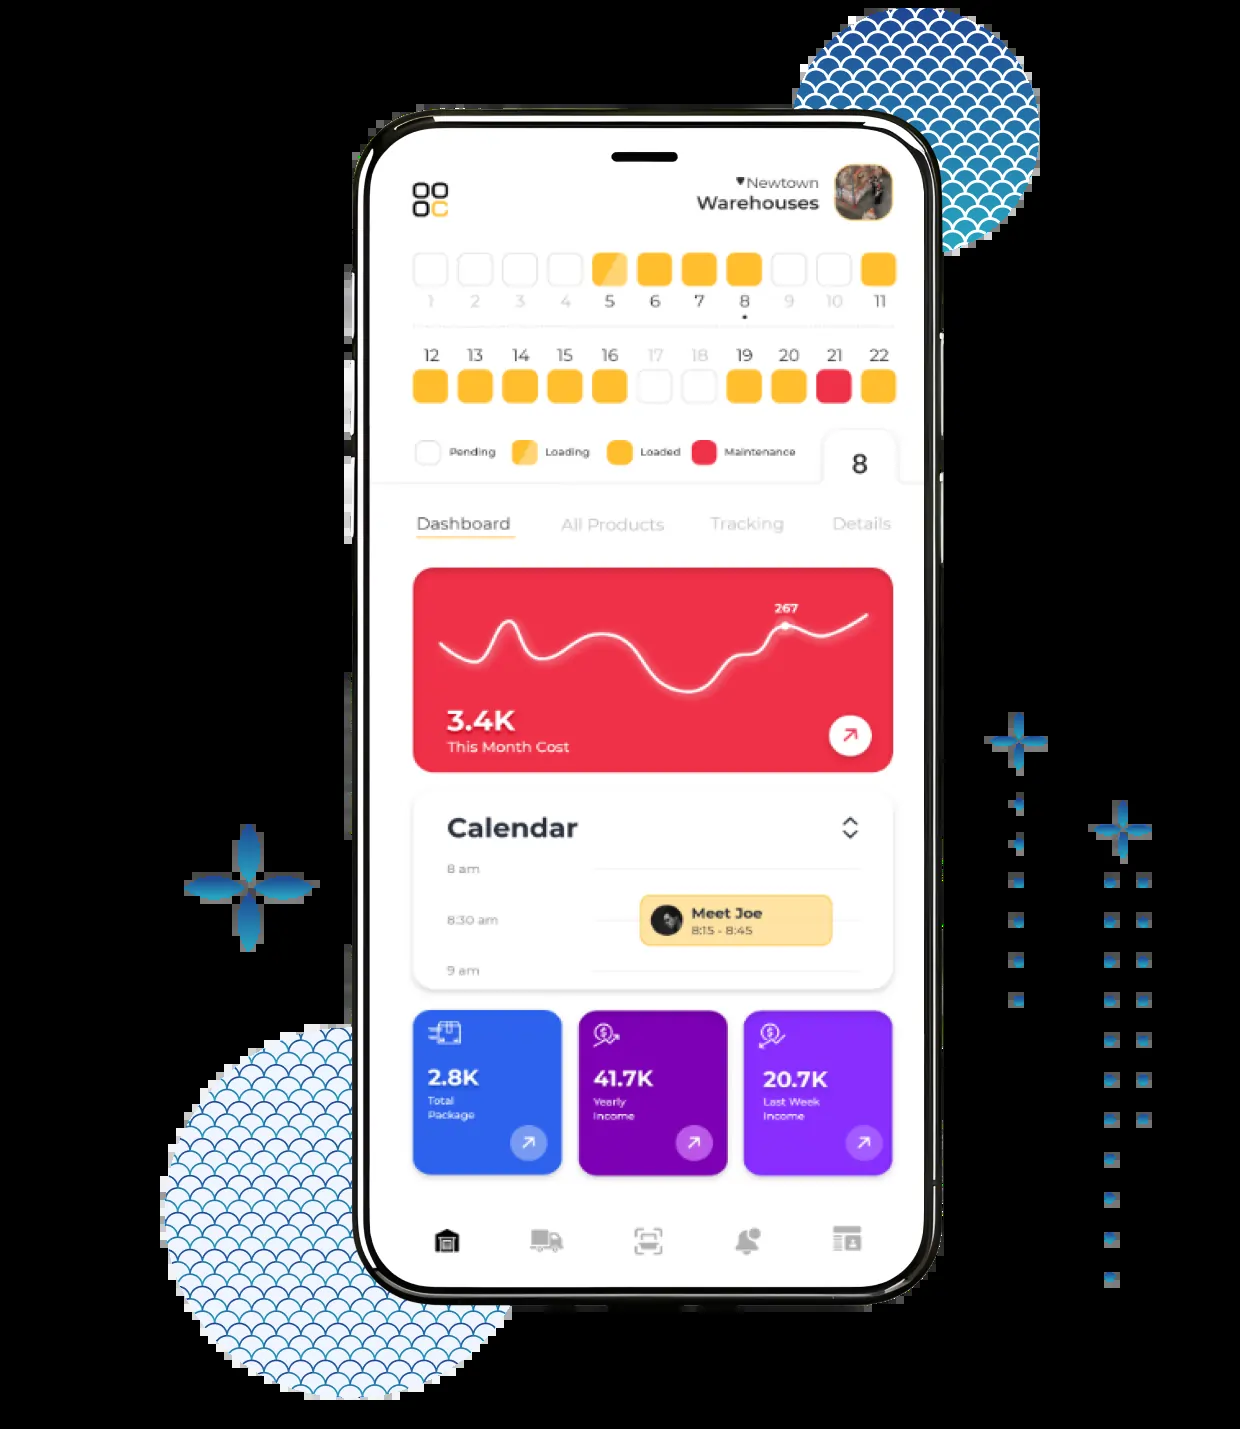 Newtown
Warehouses
1 2 3 4 5 6 7 8 9 10 11
12 13 14 15 16 17 18 19 20 21 22
Pending Loading Loaded Maintenance
8
Dashboard All Products Tracking Details
267
3.4K
This Month Cost
Calendar
8 am
Meet Joe
8:30 am
8:15 - 8:45
9 am
2.8K
Total
Package
41.7K
Yearly
Income
20.7K
Last Week
Income